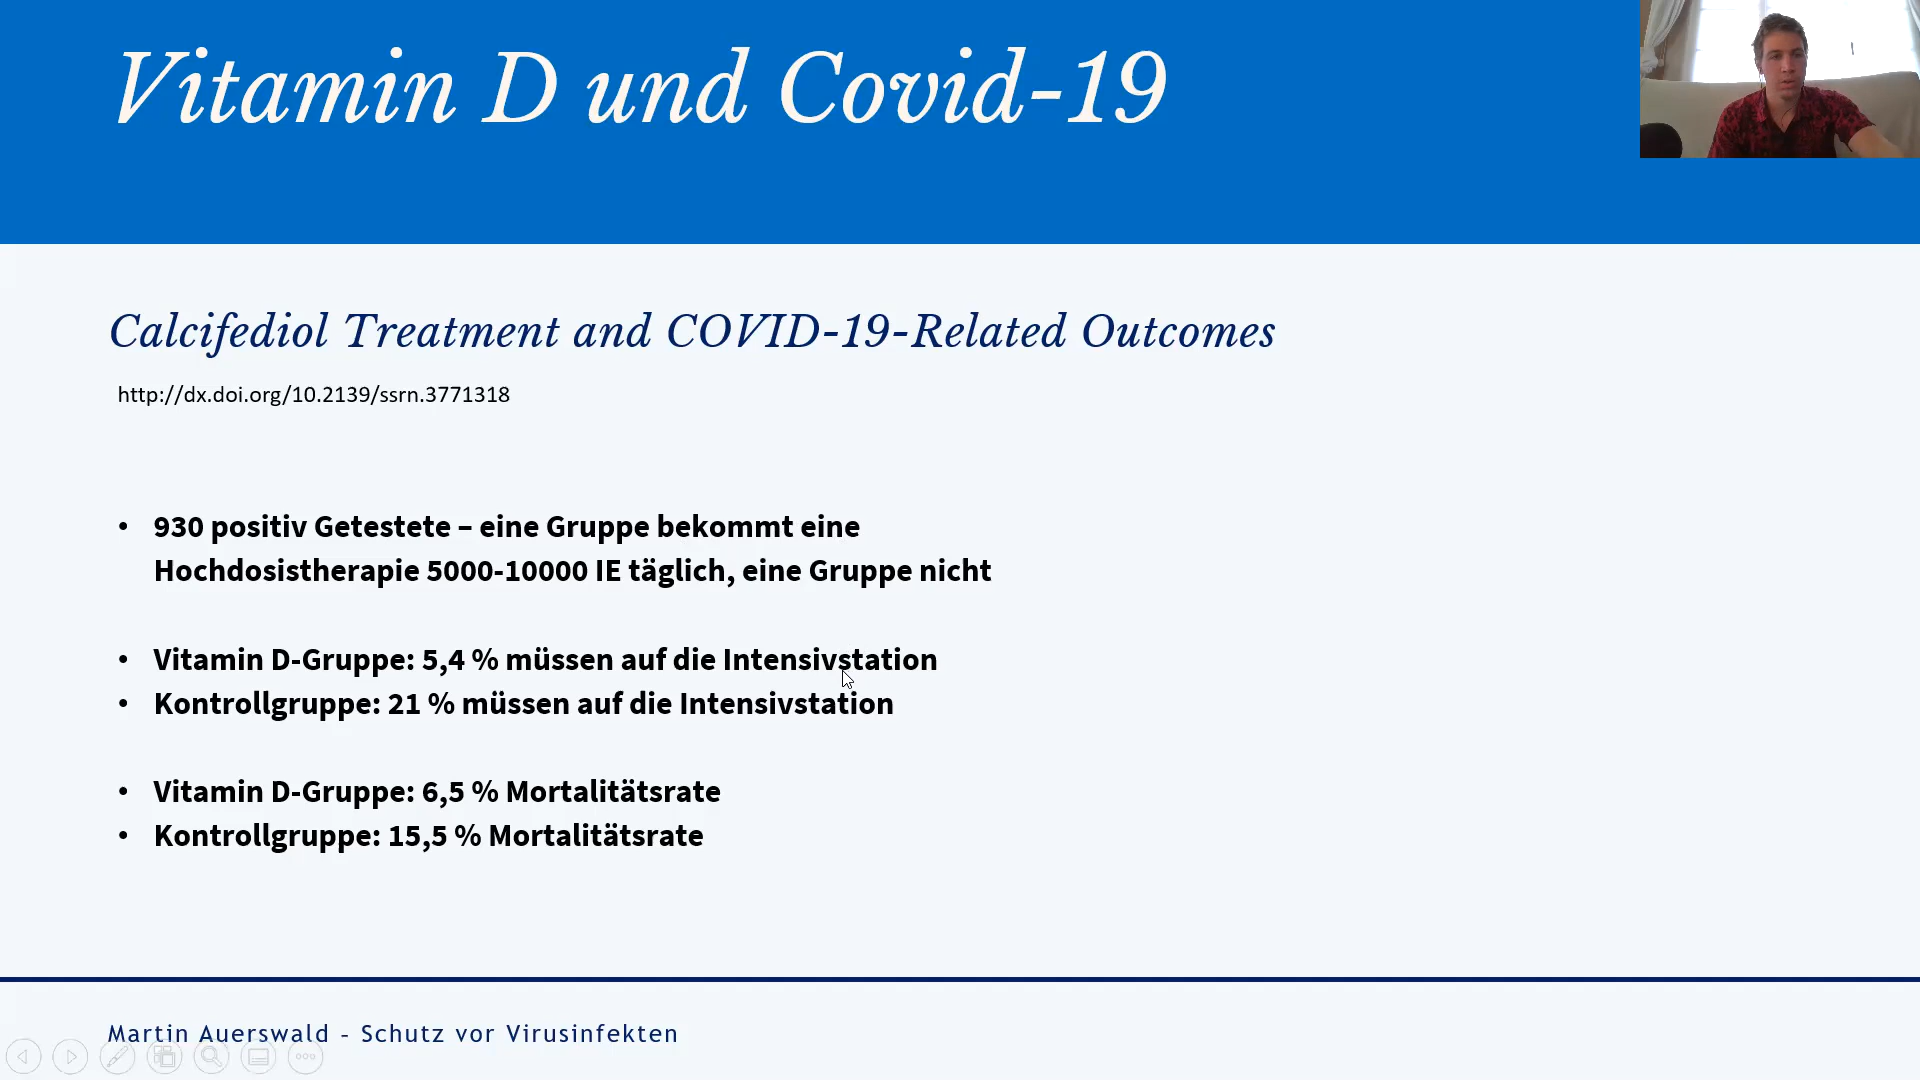 Vitamin D und Covid-19
Calcifediol Treatment and COVID-19-Related Outcomes
http://dx.doi.org/10.2139/ssrn.3771318
• 930 positiv Getestete – eine Gruppe bekommt eine
Hochdosistherapie 5000-10000 IE täglich, eine Gruppe nicht
• Vitamin D-Gruppe: 5,4 % müssen auf die Intensivstation
• Kontrollgruppe: 21 % müssen auf die Intensivstation
• Vitamin D-Gruppe: 6,5 % Mortalitätsrate
• Kontrollgruppe: 15,5 % Mortalitätsrate
Martin Auerswald – Schutz vor Virusinfekten